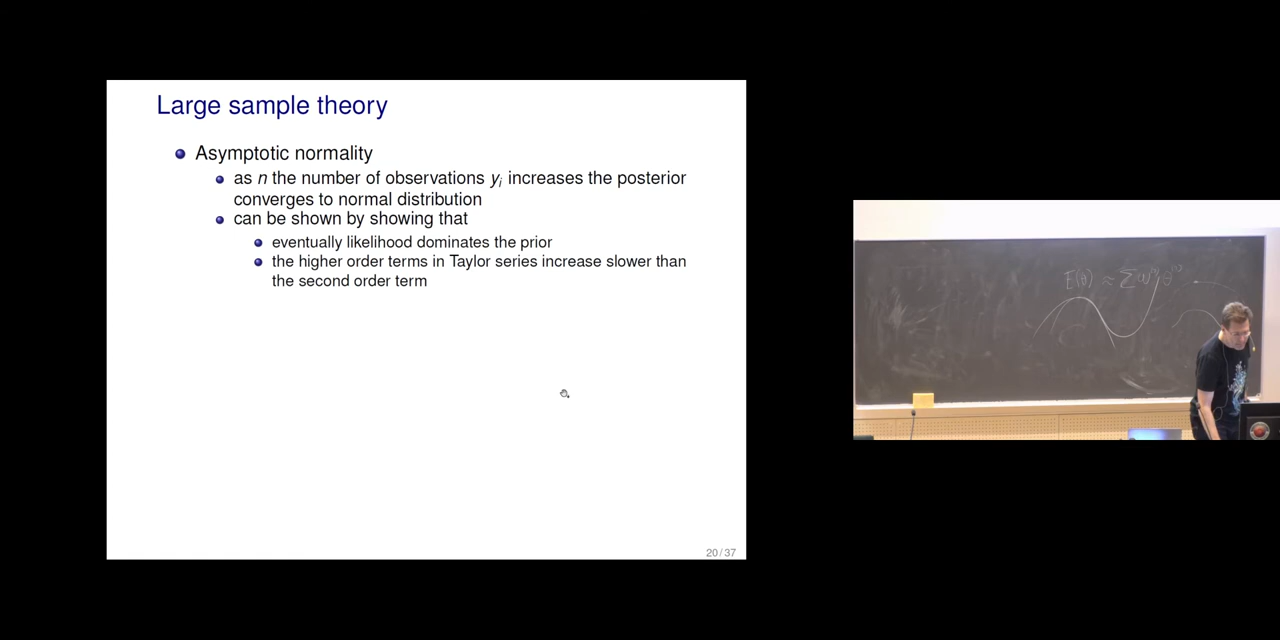 Large sample theory
Asymptotic normality
as n the number of observations yᵢ increases the posterior
converges to normal distribution
can be shown by showing that
eventually likelihood dominates the prior
the higher order terms in Taylor series increase slower than
the second order term
20 / 37
E(θ) ≈ Σ